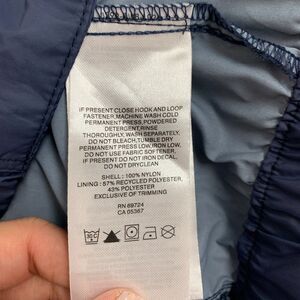 IF PRESENT CLOSE HOOK AND LOOP
FASTENER,MACHINE WASH COLD
PERMANENT PRESS,POWDERED
DETERGENT,RINSE
THOROUGHLY, WASH SEPARATELY,
DO NOT BLEACH,TUMBLE DRY
PERMANENT PRESS LOW,IRON LOW.
DO NOT USE FABRIC SOFTENER,
IF PRESENT DO NOT IRON DECAL.
DO NOT DRYCLEAN
SHELL : 100% NYLON
LINING : 57% RECYCLED POLYESTER,
43% POLYESTER
EXCLUSIVE OF TRIMMING
RN 69724
CA 05367
30 C